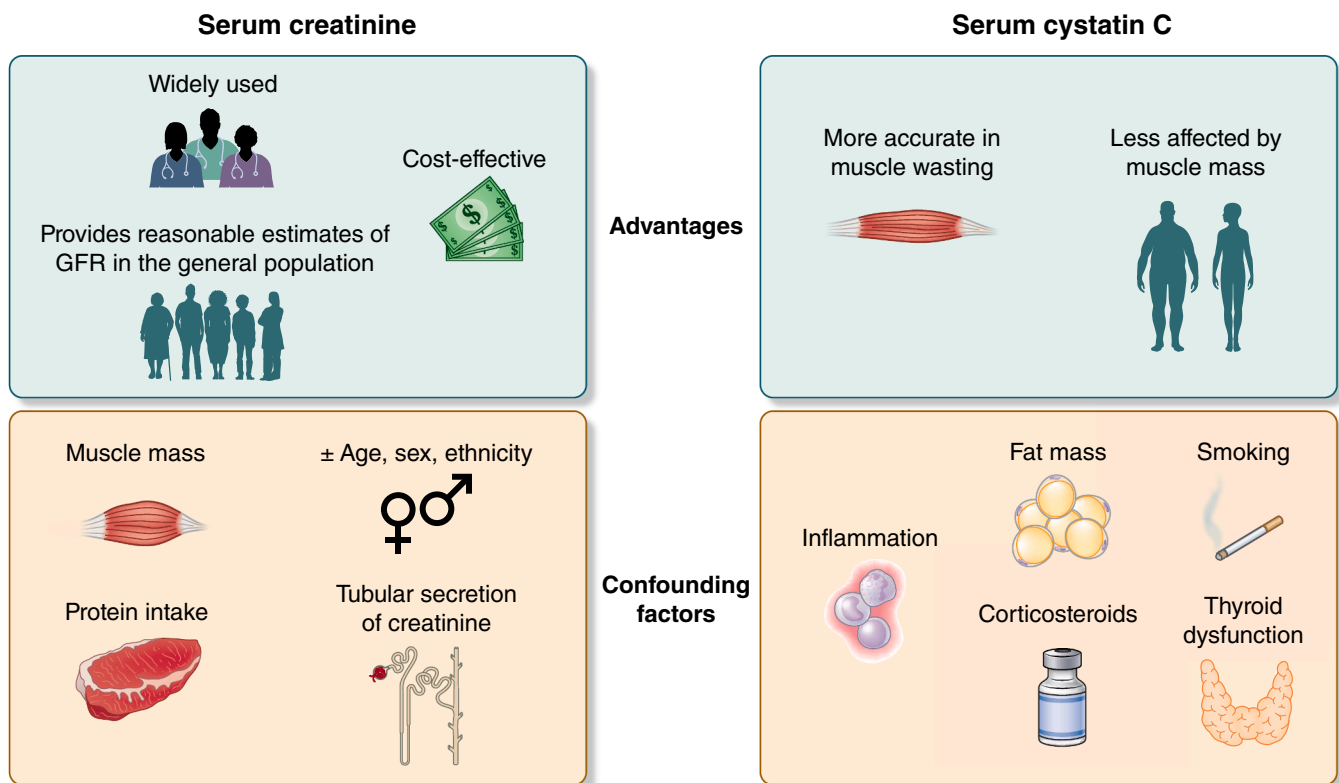 Serum creatinine
Serum cystatin C
Widely used
Cost-effective
Provides reasonable estimates of
GFR in the general population
Advantages
More accurate in
muscle wasting
Less affected by
muscle mass
Muscle mass
± Age, sex, ethnicity
Protein intake
Tubular secretion
of creatinine
Confounding
factors
Inflammation
Fat mass
Smoking
Corticosteroids
Thyroid
dysfunction
$
$
$
$
$
$
$